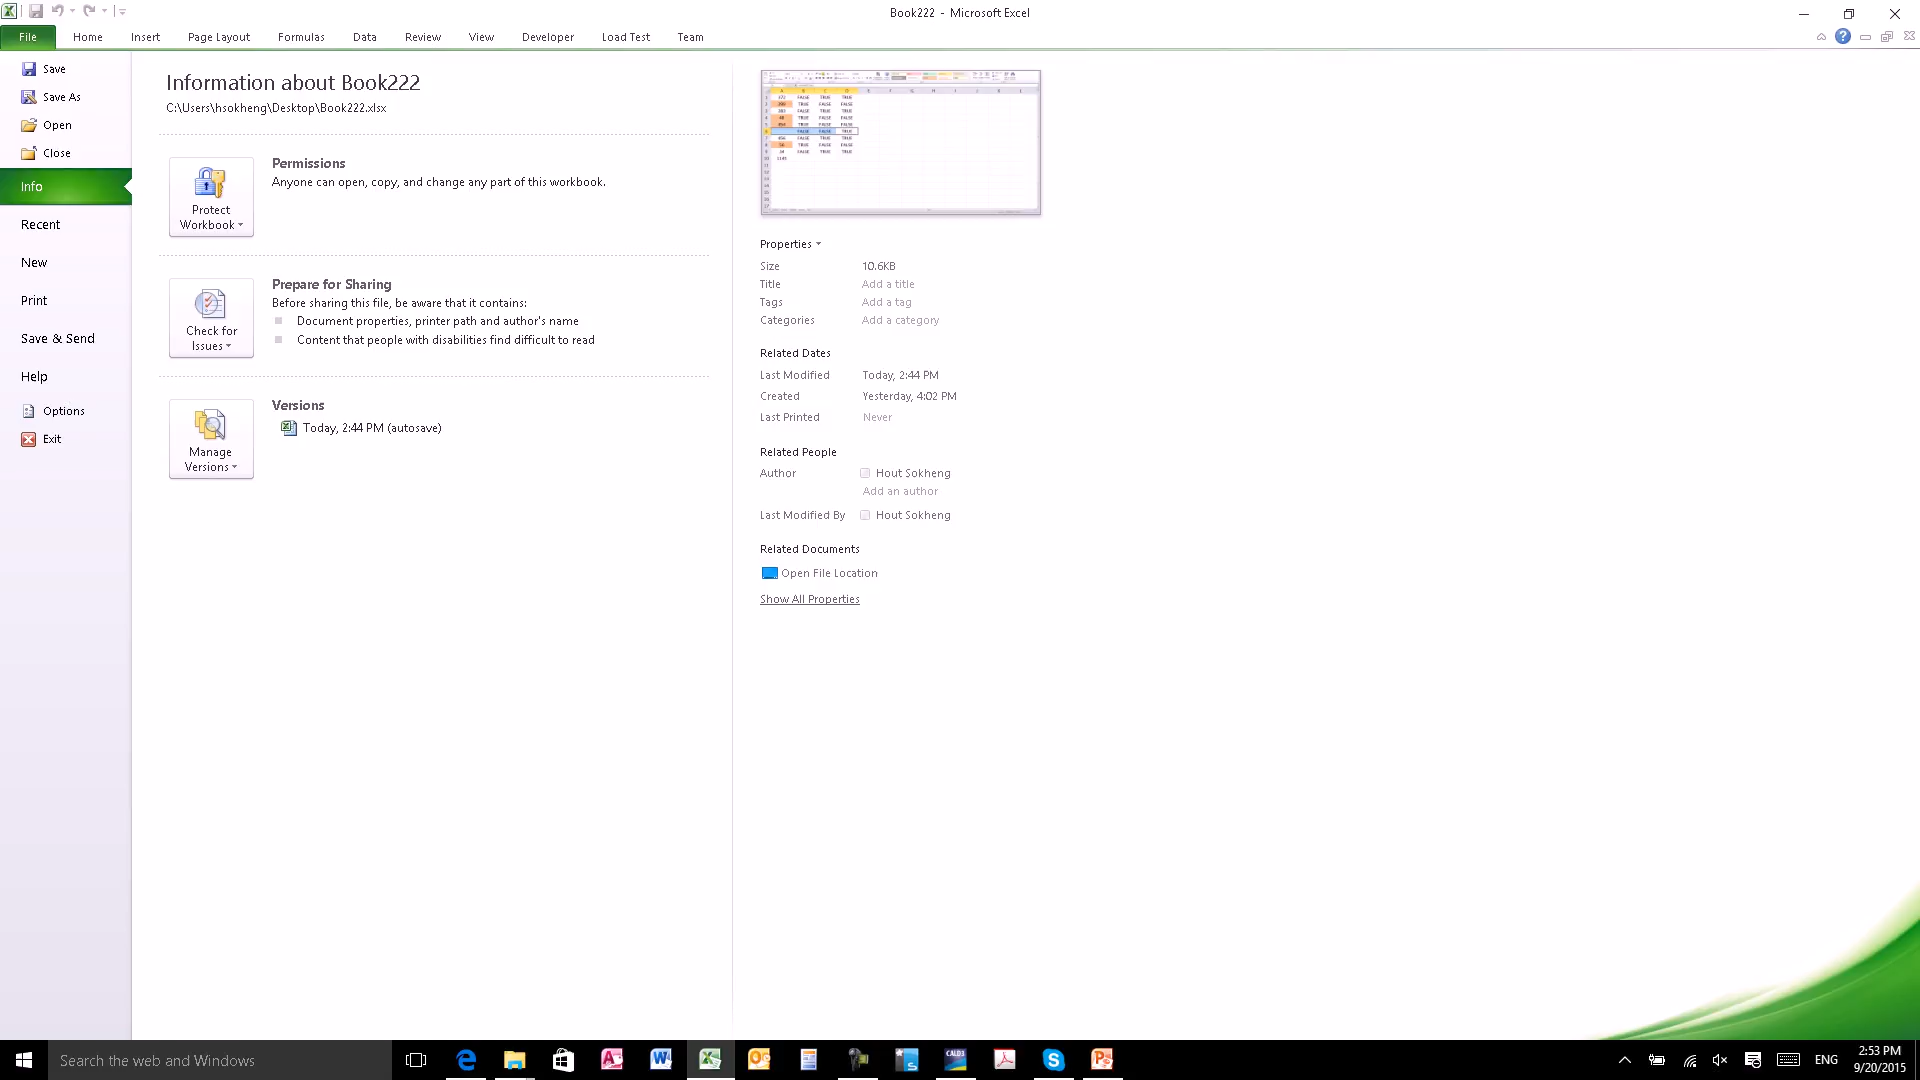 Book222 - Microsoft Excel
File Home Insert Page Layout Formulas Data Review View Developer Load Test Team
Save
Save As
Open
Close
Info
Recent
New
Print
Save & Send
Help
Options
Exit
Information about Book222
C:\Users\hsokheng\Desktop\Book222.xlsx
Protect
Workbook
Permissions
Anyone can open, copy, and change any part of this workbook.
Check for
Issues
Prepare for Sharing
Before sharing this file, be aware that it contains:
Document properties, printer path and author's name
Content that people with disabilities find difficult to read
Manage
Versions
Versions
Today, 2:44 PM (autosave)
Properties
Size 10.6KB
Title Add a title
Tags Add a tag
Categories Add a category
Related Dates
Last Modified Today, 2:44 PM
Created Yesterday, 4:02 PM
Last Printed Never
Related People
Author Hout Sokheng
Add an author
Last Modified By Hout Sokheng
Related Documents
Open File Location
Show All Properties
Search the web and Windows
CALD3
ENG
2:53 PM
9/20/2015